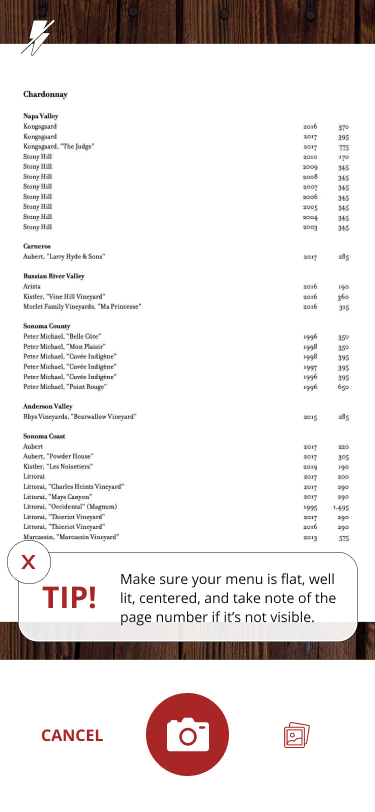 Chardonnay
Napa Valley
Kongsgaard 2016 370
Kongsgaard 2017 395
Kongsgaard, "The Judge" 2017 775
Stony Hill 2010 170
Stony Hill 2009 345
Stony Hill 2008 345
Stony Hill 2007 345
Stony Hill 2006 345
Stony Hill 2005 345
Stony Hill 2004 345
Stony Hill 2003 345
Carneros
Aubert, "Larry Hyde & Sons" 2017 285
Russian River Valley
Arista 2016 190
Kistler, "Vine Hill Vineyard" 2016 360
Morlet Family Vineyards, "Ma Princesse" 2016 315
Sonoma County
Peter Michael, "Belle Côte" 1996 350
Peter Michael, "Mon Plaisir" 1998 350
Peter Michael, "Cuvée Indigène" 1998 395
Peter Michael, "Cuvée Indigène" 1997 395
Peter Michael, "Cuvée Indigène" 1996 395
Peter Michael, "Point Rouge" 1996 650
Anderson Valley
Rhys Vineyards, "Bearwallow Vineyard" 2015 285
Sonoma Coast
Aubert 2017 220
Aubert, "Powder House" 2017 305
Kistler, "Les Noisetiers" 2019 190
Littorai 2017 200
Littorai, "Charles Heintz Vineyard" 2017 290
Littorai, "Mays Canyon" 2017 290
Littorai, "Occidental" (Magnum) 1995 1,495
Littorai, "Thieriot Vineyard" 2017 290
Littorai, "Thieriot Vineyard" 2016 290
Marcassin, "Marcassin Vineyard" 2013 575
X
TIP!
Make sure your menu is flat, well
lit, centered, and take note of the
page number if it's not visible.
CANCEL